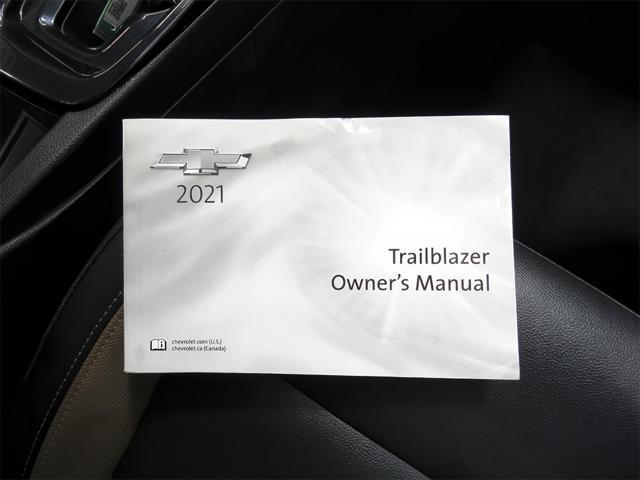 2021
Trailblazer
Owner's Manual
chevrolet.com (U.S.)
chevrolet.ca (Canada)